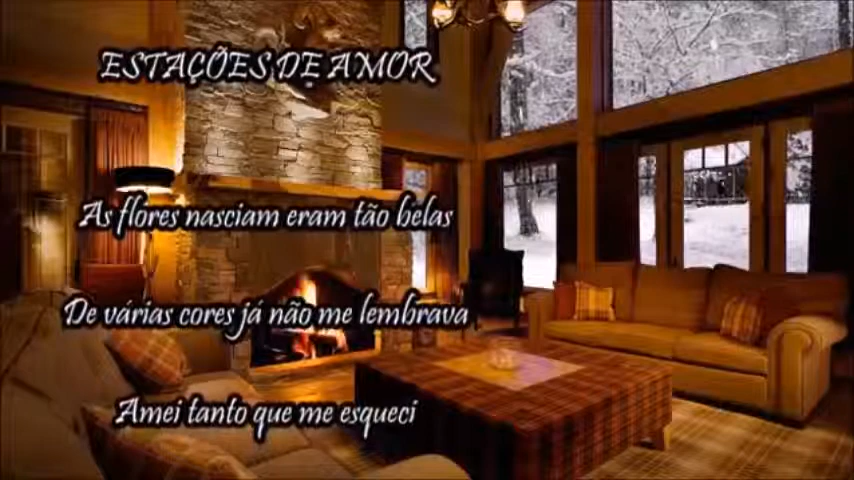 ESTAÇÕES DE AMOR
As flores nasciam eram tão belas
De várias cores já não me lembrava
Amei tanto que me esqueci